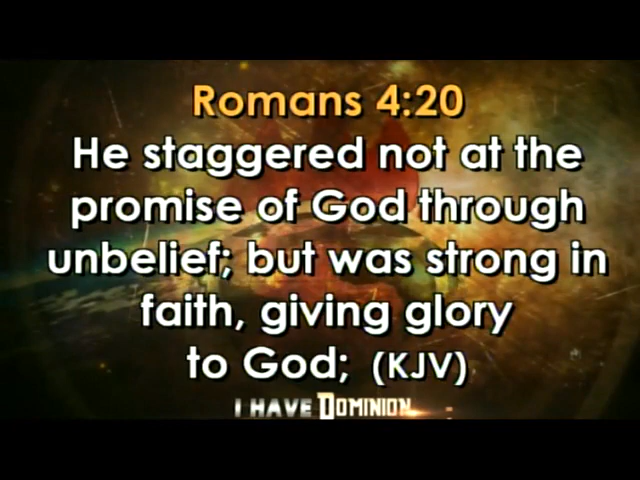 Romans 4:20
He staggered not at the
promise of God through
unbelief; but was strong in
faith, giving glory
to God; (KJV)
I HAVE DOMINION